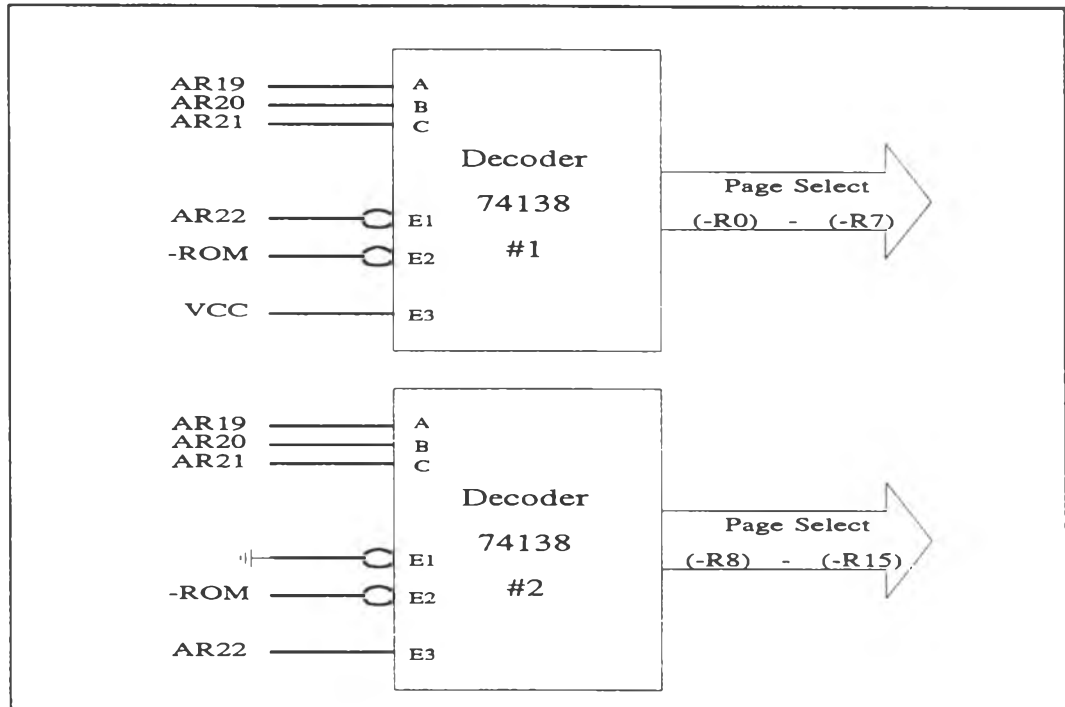 AR19
AR20
AR21
A
B
C
Decoder
74138
#1
AR22
-ROM
VCC
E1
E2
E3
Page Select
(-R0) - (-R7)
AR19
AR20
AR21
A
B
C
Decoder
74138
#2
-ROM
AR22
E1
E2
E3
Page Select
(-R8) - (-R15)